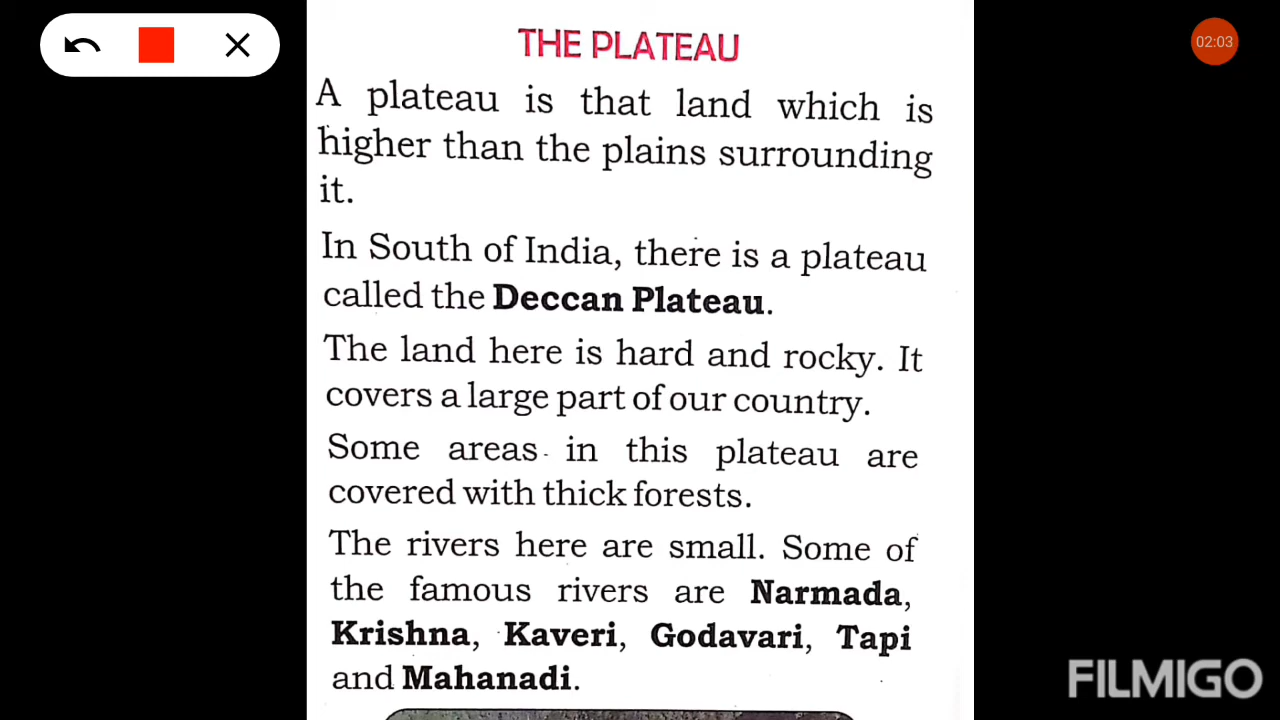 02:03
THE PLATEAU
A plateau is that land which is
higher than the plains surrounding
it.
In South of India, there is a plateau
called the Deccan Plateau.
The land here is hard and rocky. It
covers a large part of our country.
Some areas in this plateau are
covered with thick forests.
The rivers here are small. Some of
the famous rivers are Narmada,
Krishna, Kaveri, Godavari, Tapi
and Mahanadi.
FILMIGO